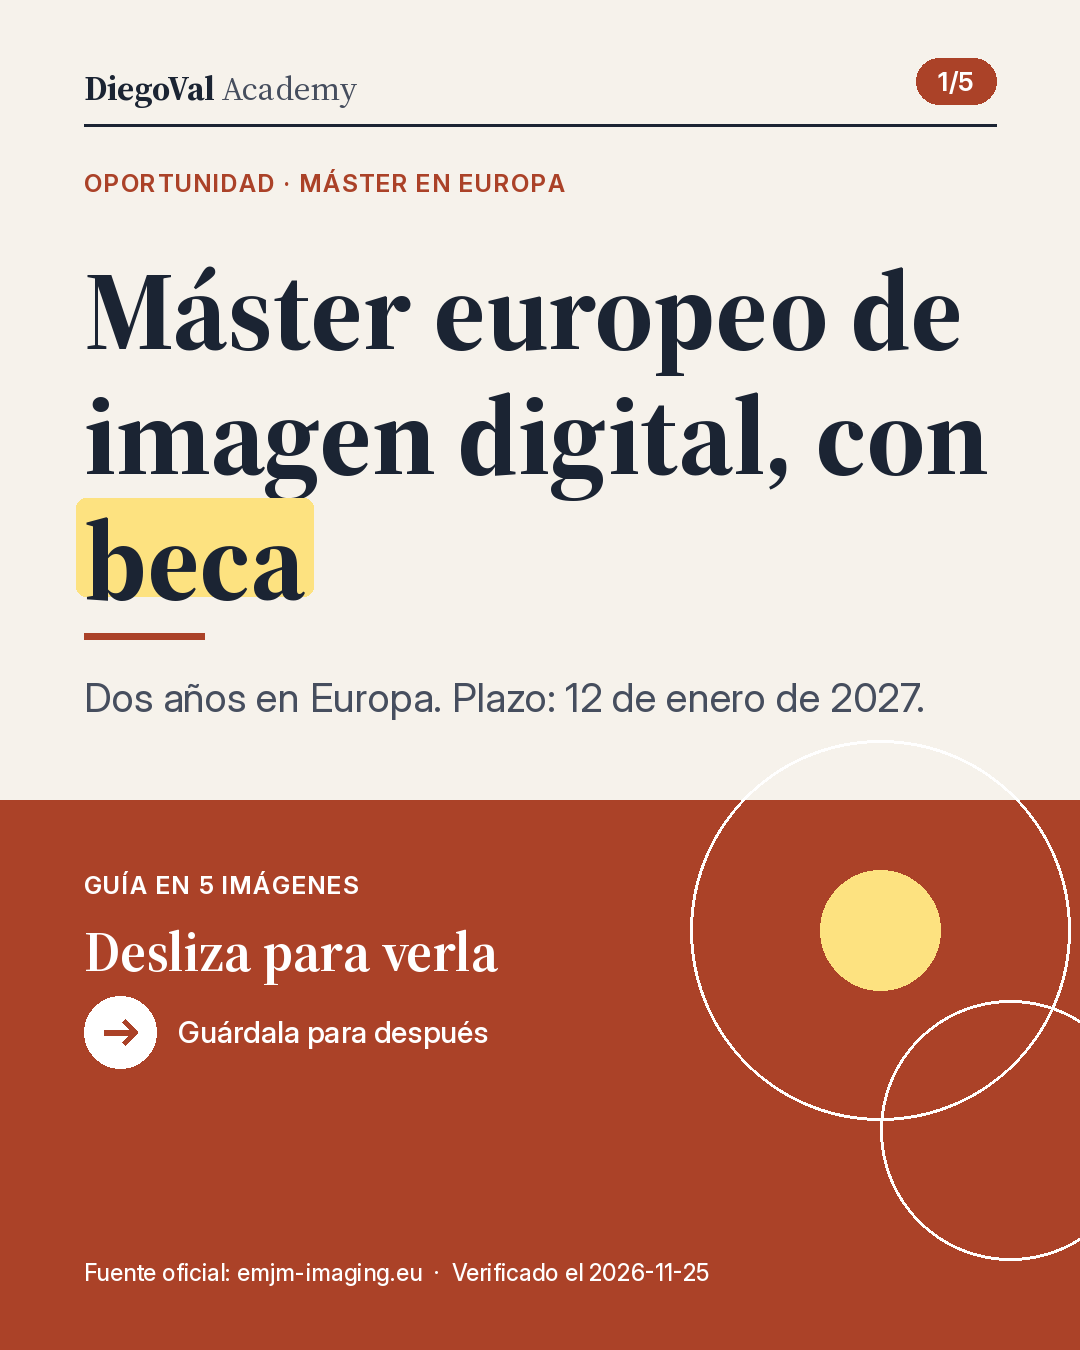 DiegoVal Academy
1/5
OPORTUNIDAD · MÁSTER EN EUROPA
Máster europeo de
imagen digital, con
beca
Dos años en Europa. Plazo: 12 de enero de 2027.
GUÍA EN 5 IMÁGENES
Desliza para verla
Guárdala para después
Fuente oficial: emjm-imaging.eu · Verificado el 2026-11-25